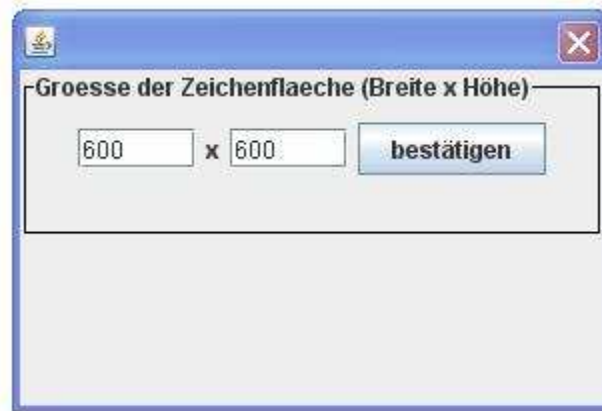 Groesse der Zeichenflaeche (Breite x Höhe)
600 x 600 bestätigen